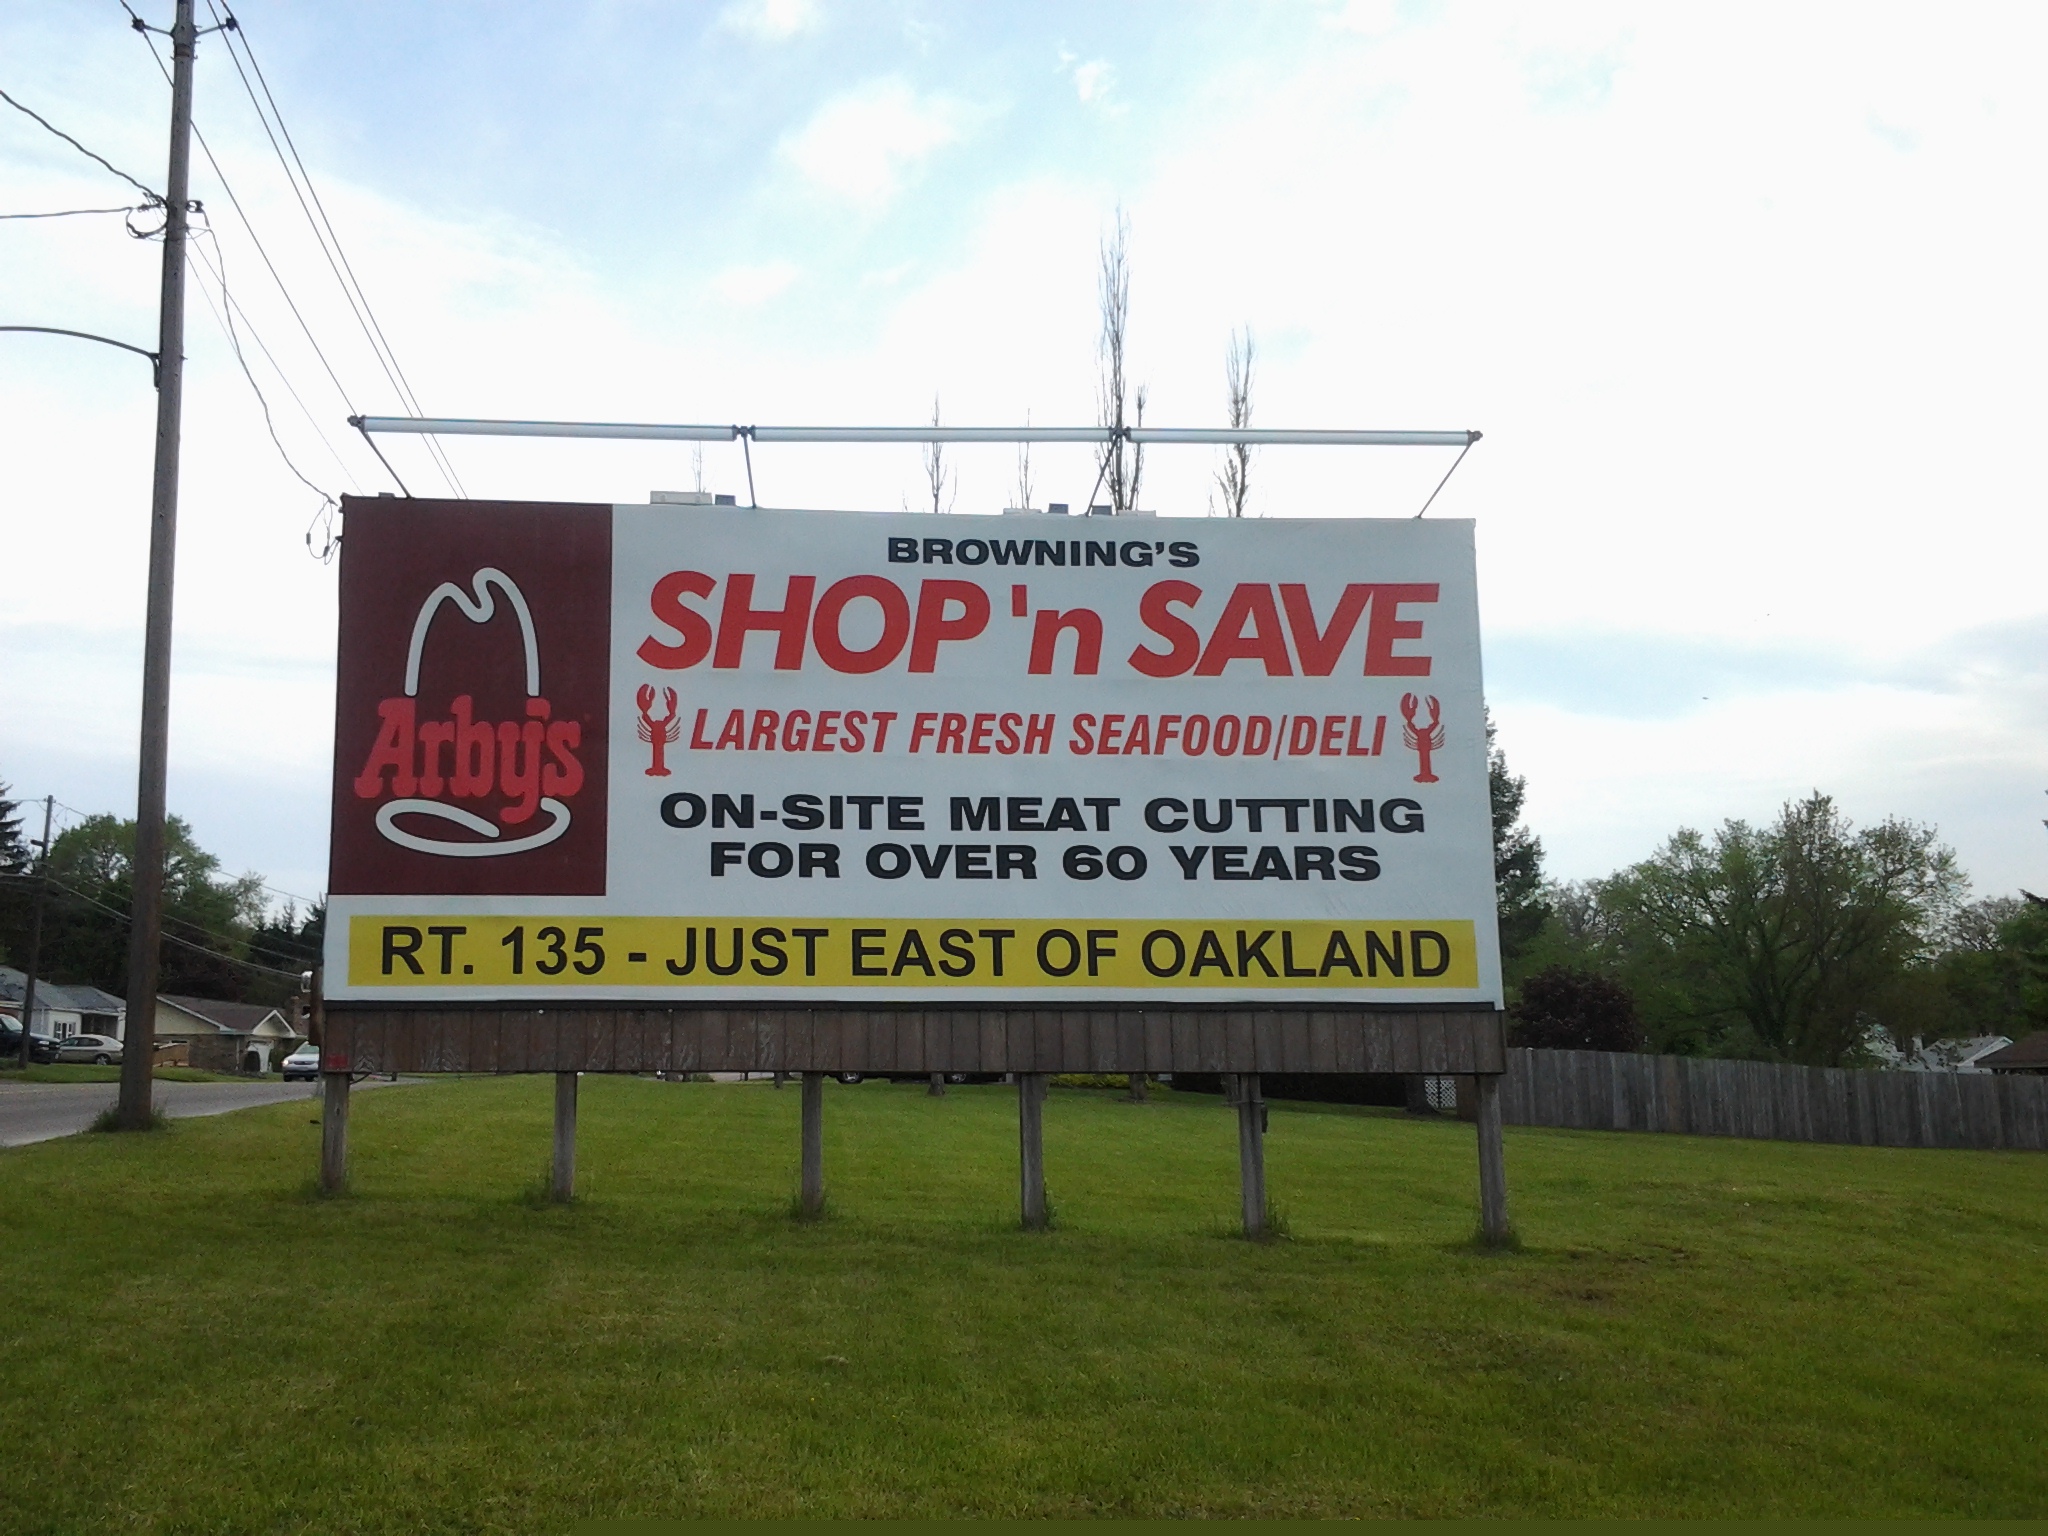 Arby's
BROWNING'S
SHOP 'n SAVE
LARGEST FRESH SEAFOOD/DELI
ON-SITE MEAT CUTTING
FOR OVER 60 YEARS
RT. 135 - JUST EAST OF OAKLAND